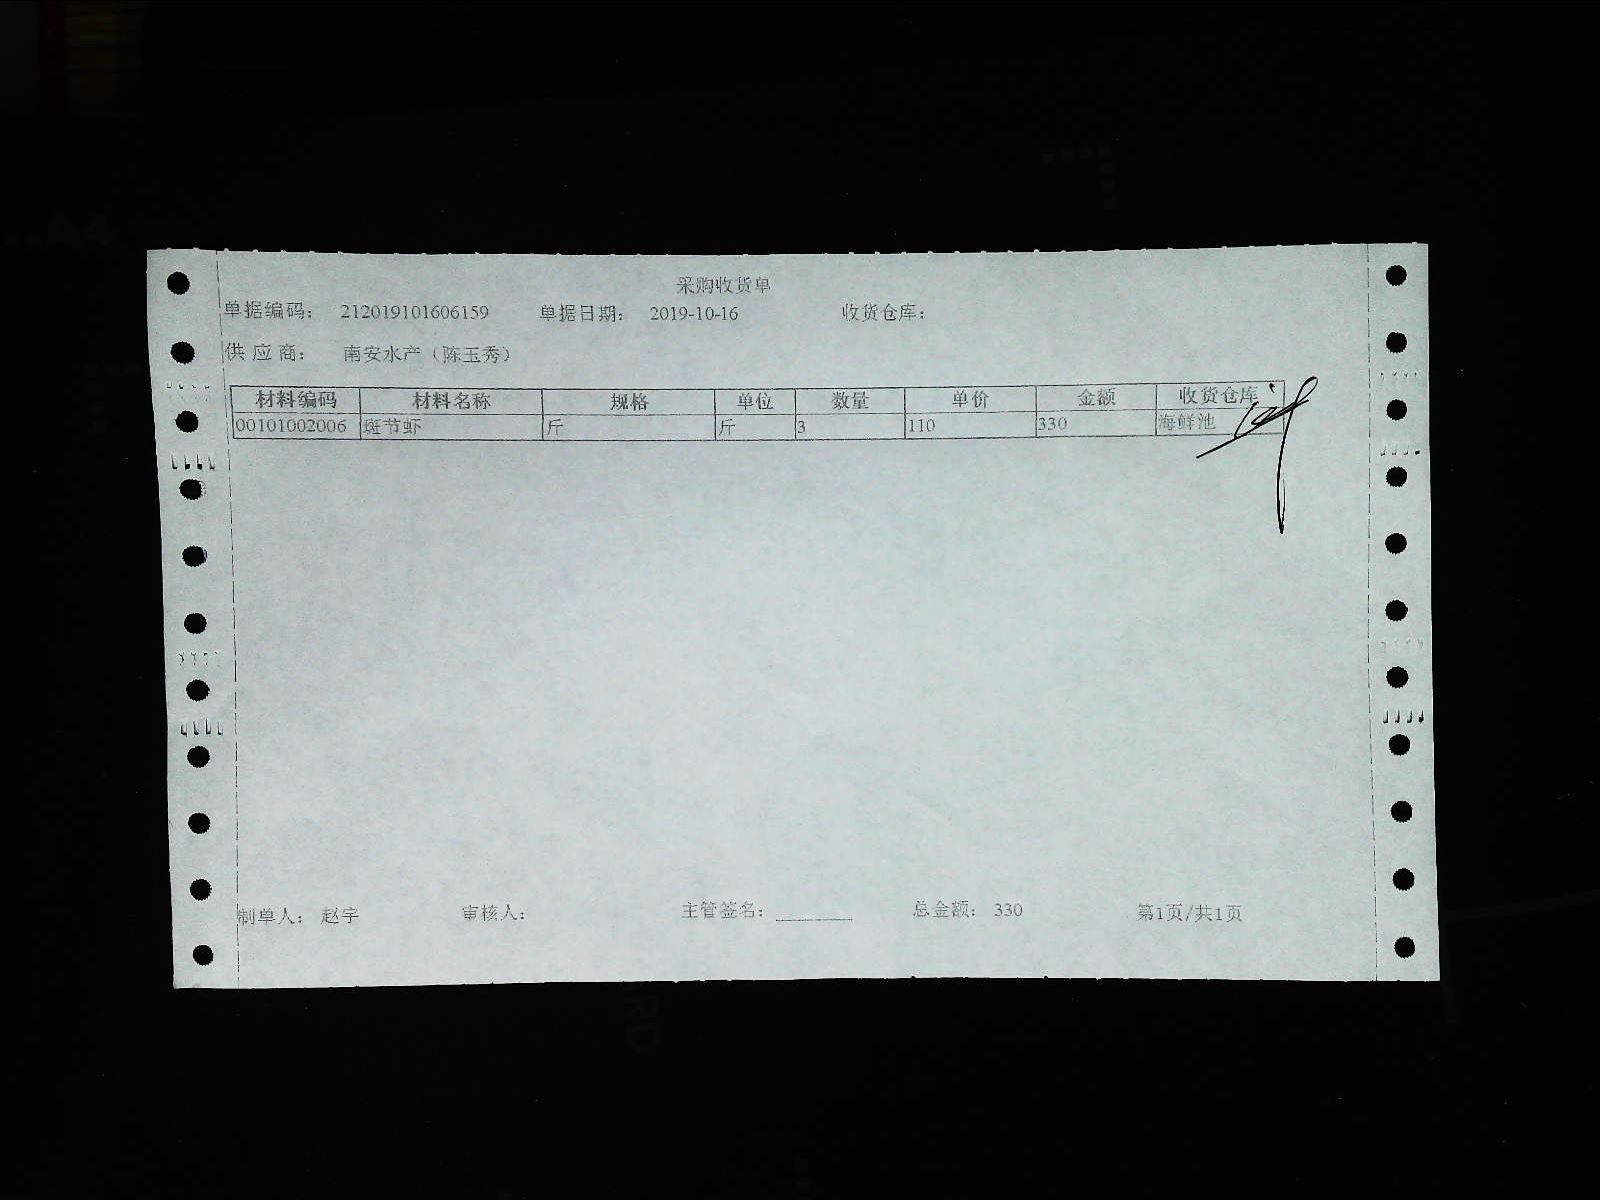 采购收货单
单据编码： 212019101606159 单据日期： 2019-10-16 收货仓库：
供应商： 南安水产（陈玉秀）
材料编码 材料名称 规格 单位 数量 单价 金额 收货仓库
00101002006 斑节虾 斤 斤 3 110 330 海鲜池
制单人： 赵宇 审核人： 主管签名： 总金额： 330 第1页/共1页